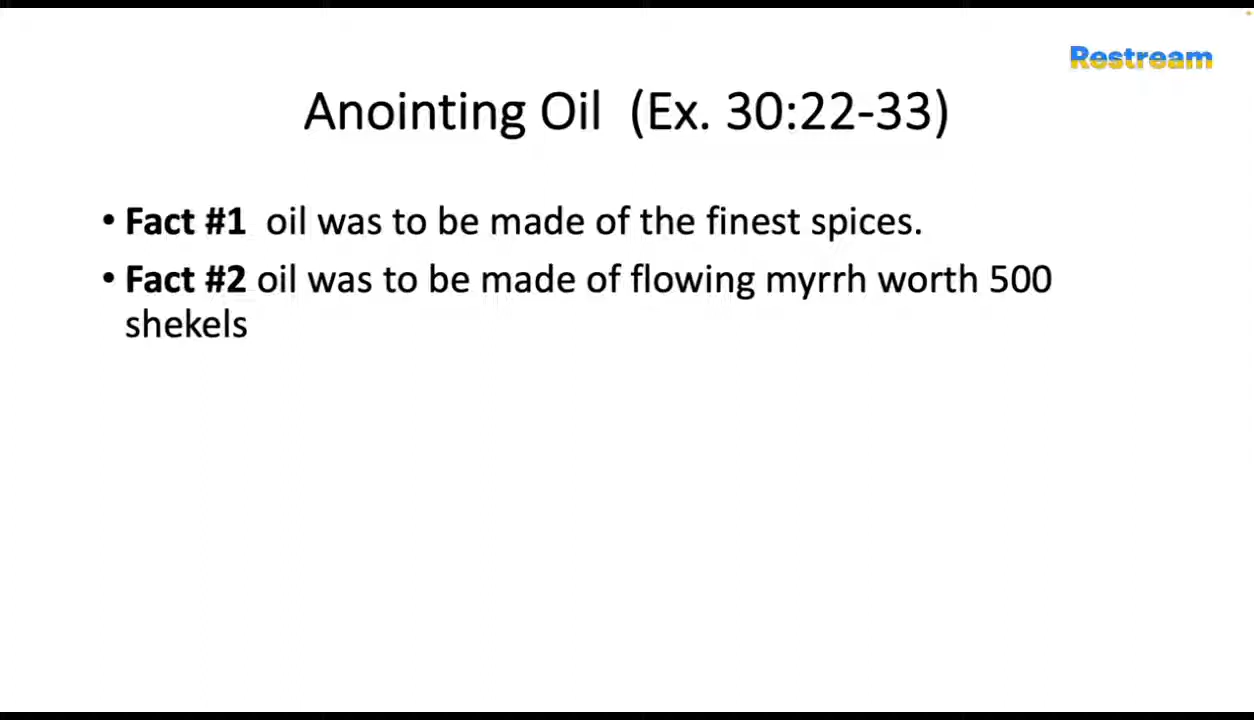 Restream
Anointing Oil (Ex. 30:22-33)
• Fact #1 oil was to be made of the finest spices.
• Fact #2 oil was to be made of flowing myrrh worth 500
shekels